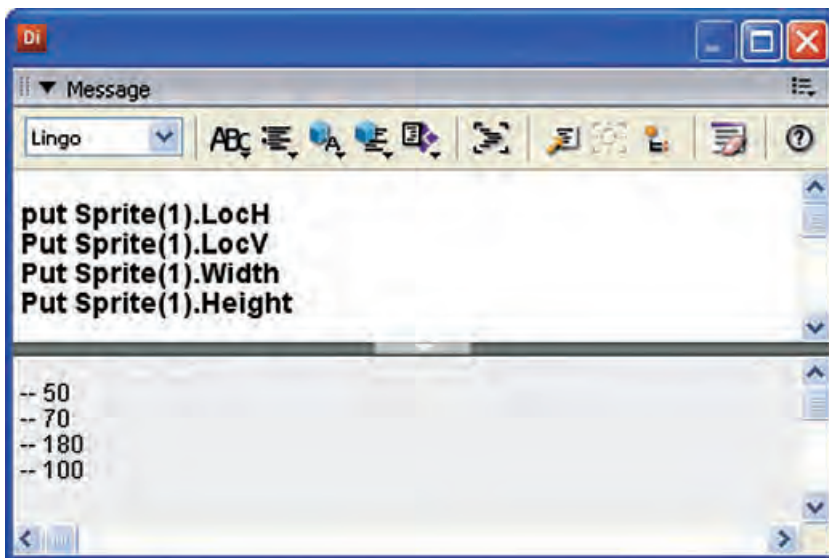 Di
Message
Lingo
ABC
put Sprite(1).LocH
Put Sprite(1).LocV
Put Sprite(1).Width
Put Sprite(1).Height
-- 50
-- 70
-- 180
-- 100